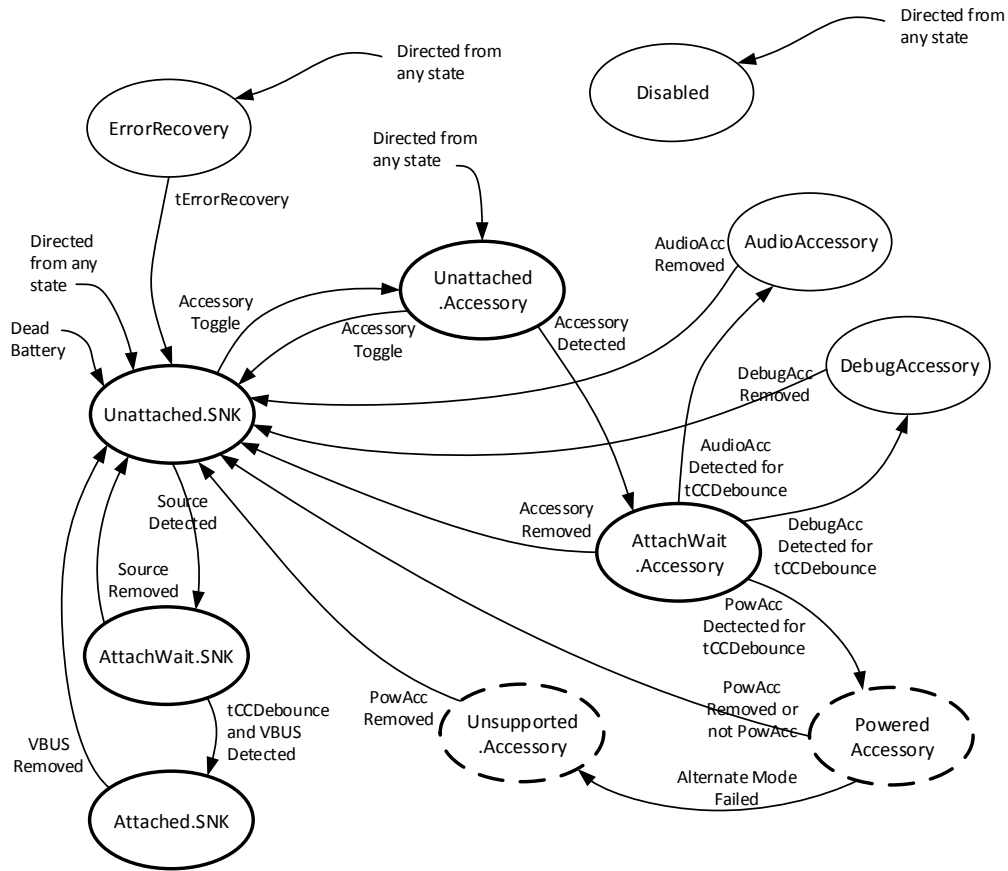 Directed from
any state
Directed from
any state
Disabled
ErrorRecovery
Directed from
any state
tErrorRecovery
Directed
from any
state
Dead
Battery
Accessory
Toggle
Accessory
Toggle
Unattached
.Accessory
AudioAcc
Removed
AudioAccessory
Accessory
Detected
DebugAcc
Removed
DebugAccessory
Unattached.SNK
AudioAcc
Detected for
tCCDebounce
Source
Detected
Accessory
Removed
AttachWait
.Accessory
DebugAcc
Detected for
tCCDebounce
Source
Removed
PowAcc
Dectected for
tCCDebounce
AttachWait.SNK
tCCDebounce
and VBUS
Detected
PowAcc
Removed
Unsupported
.Accessory
PowAcc
Removed or
not PowAcc
Powered
Accessory
VBUS
Removed
Alternate Mode
Failed
Attached.SNK